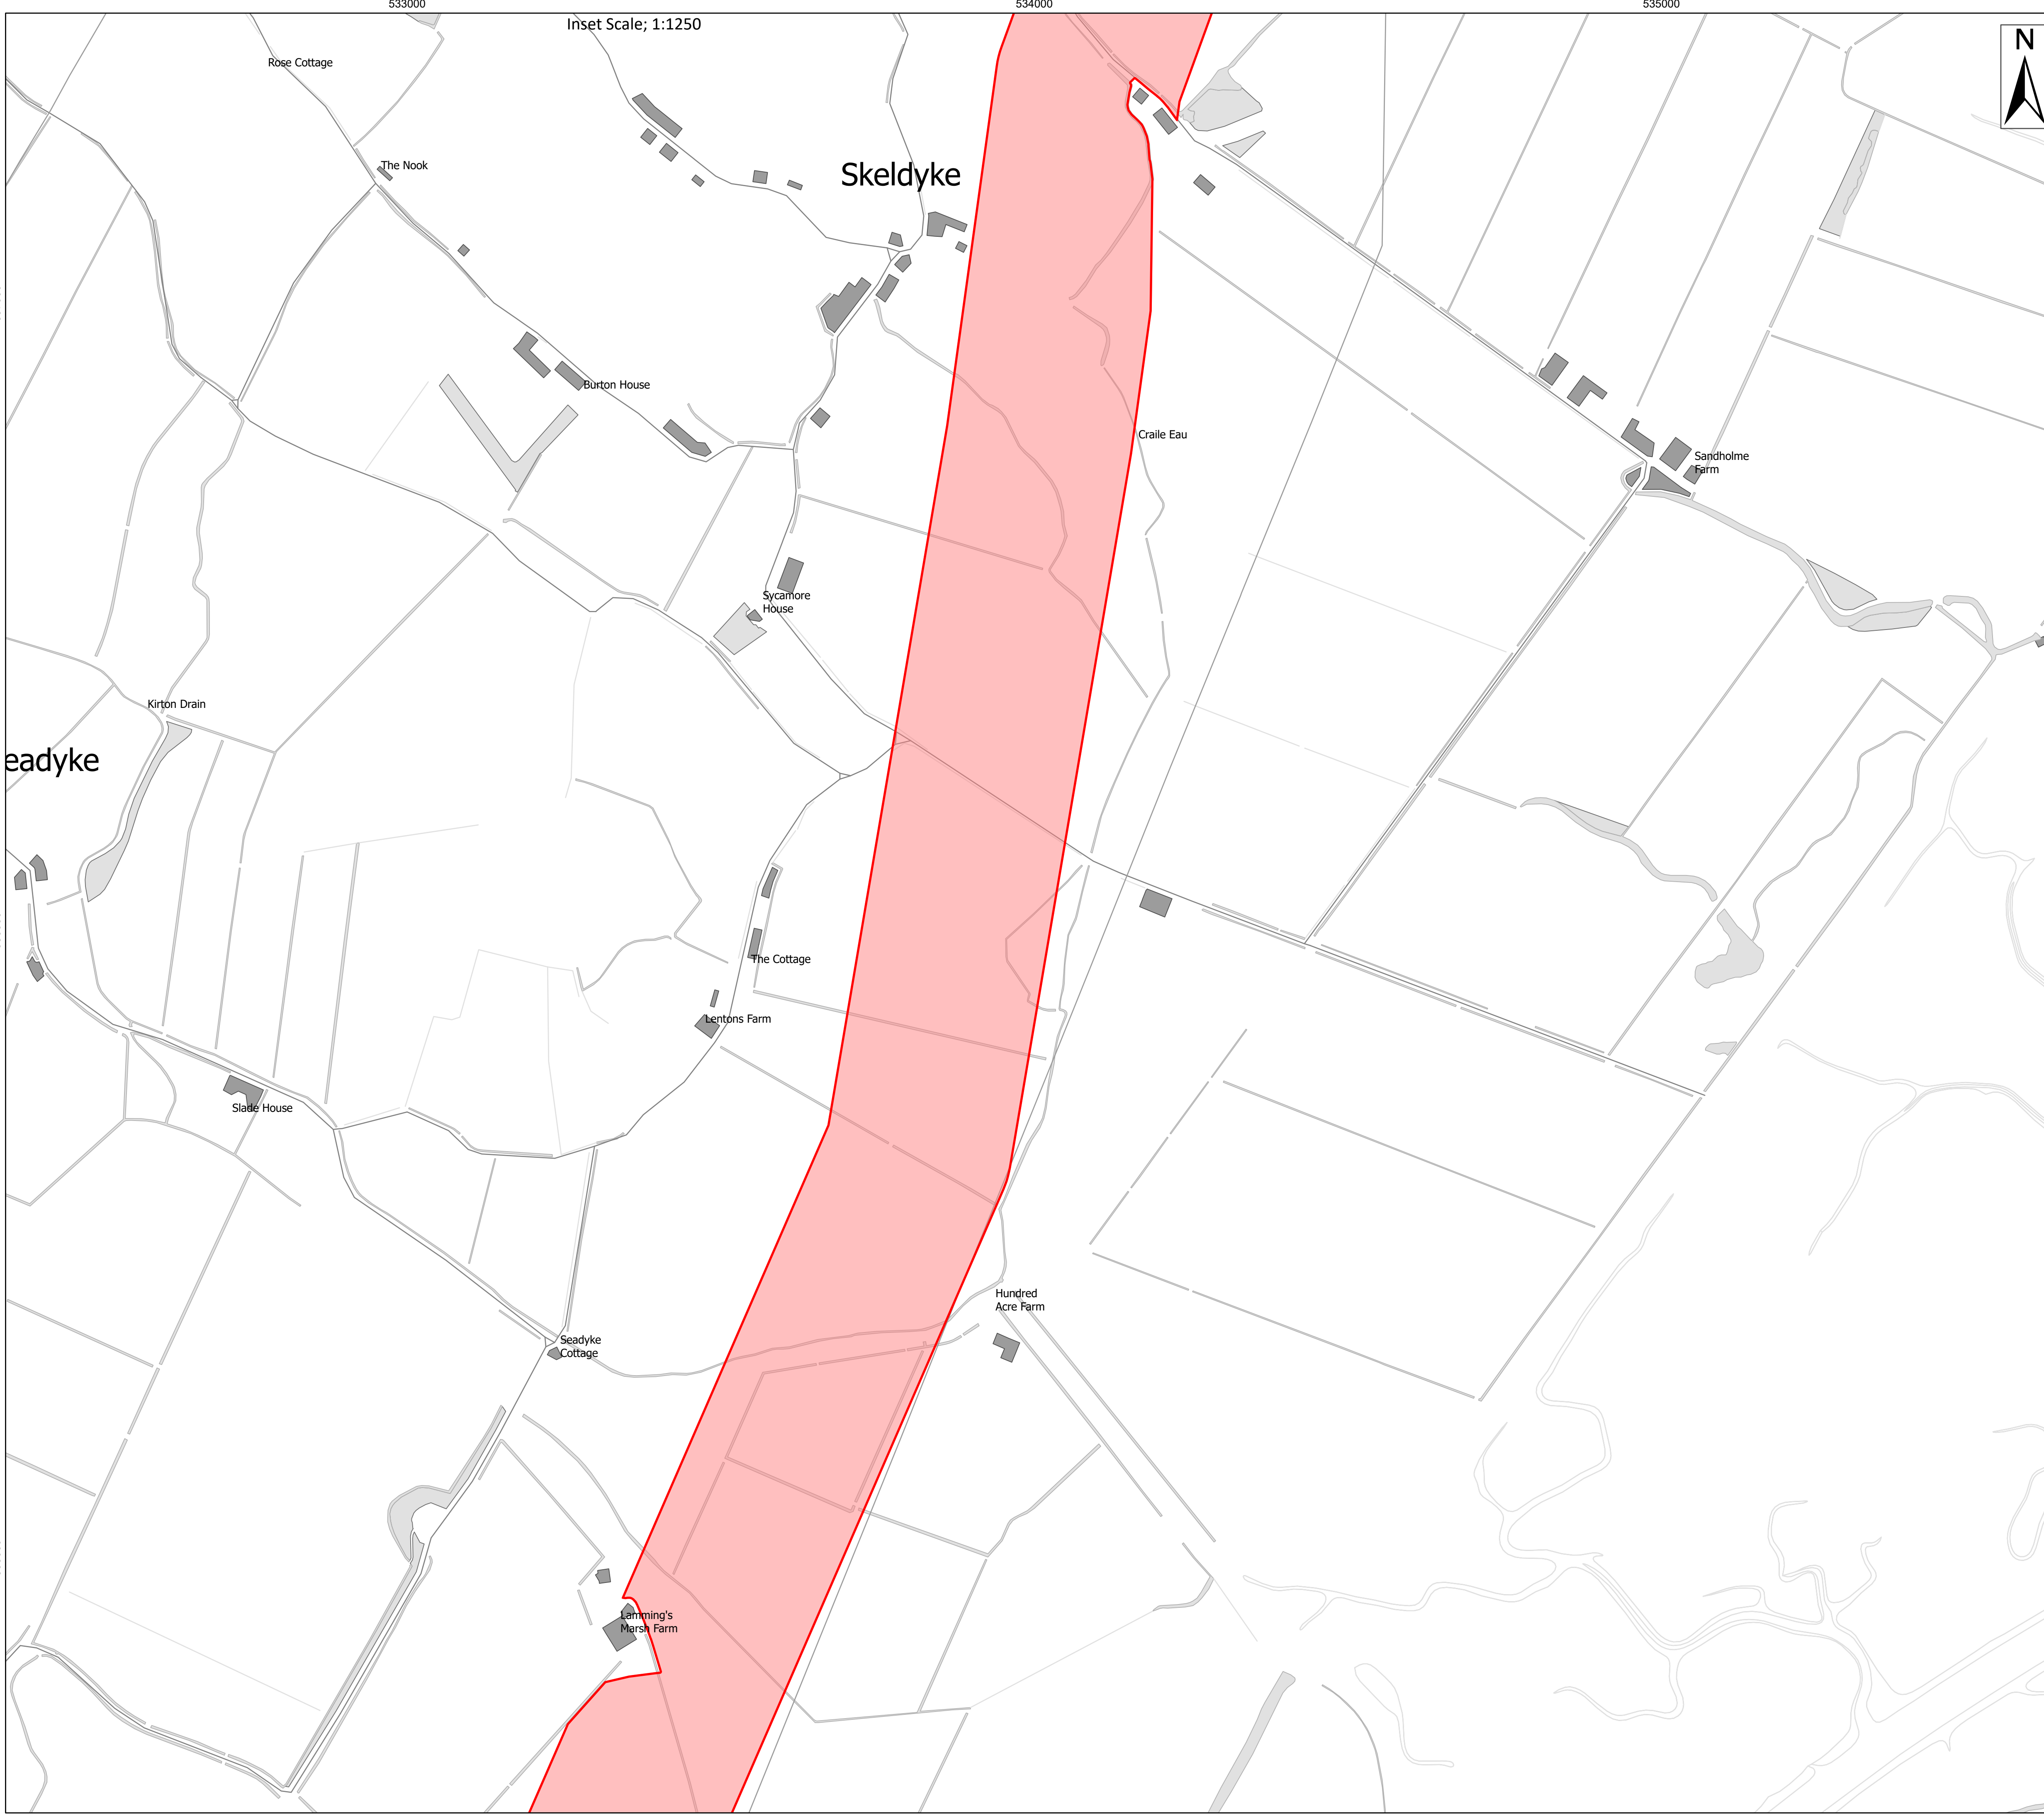 533000
534000
535000
Inset Scale; 1:1250
N
Rose Cottage
The Nook
Skeldyke
Burton House
Craile Eau
Sandholme
Farm
Sycamore
House
Kirton Drain
eadyke
The Cottage
Lentons Farm
Slade House
Hundred
Acre Farm
Seadyke
Cottage
Lamming's
Marsh Farm